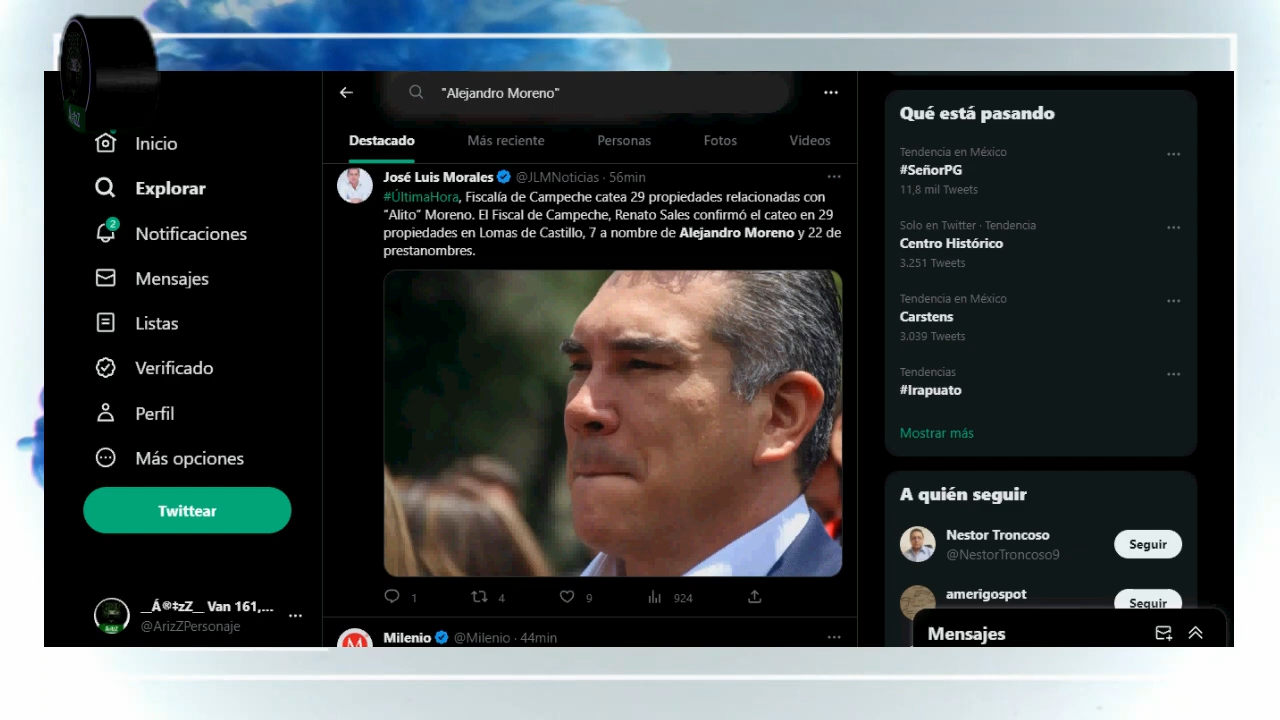 "Alejandro Moreno"
Destacado
Más reciente
Personas
Fotos
Videos
Inicio
Explorar
2
Notificaciones
Mensajes
Listas
Verificado
Perfil
Más opciones
Twittear
__Á®‡zZ__ Van 161,...
@ArizZPersonaje
José Luis Morales @JLMNoticias · 56min
#ÚltimaHora, Fiscalía de Campeche catea 29 propiedades relacionadas con
"Alito" Moreno. El Fiscal de Campeche, Renato Sales confirmó el cateo en 29
propiedades en Lomas de Castillo, 7 a nombre de Alejandro Moreno y 22 de
prestanombres.
1
4
9
924
Milenio @Milenio · 44min
Qué está pasando
Tendencia en México
#SeñorPG
11,8 mil Tweets
Solo en Twitter · Tendencia
Centro Histórico
3.251 Tweets
Tendencia en México
Carstens
3.039 Tweets
Tendencias
#Irapuato
Mostrar más
A quién seguir
Nestor Troncoso
@NestorTroncoso9
Seguir
amerigospot
Seguir
Mensajes